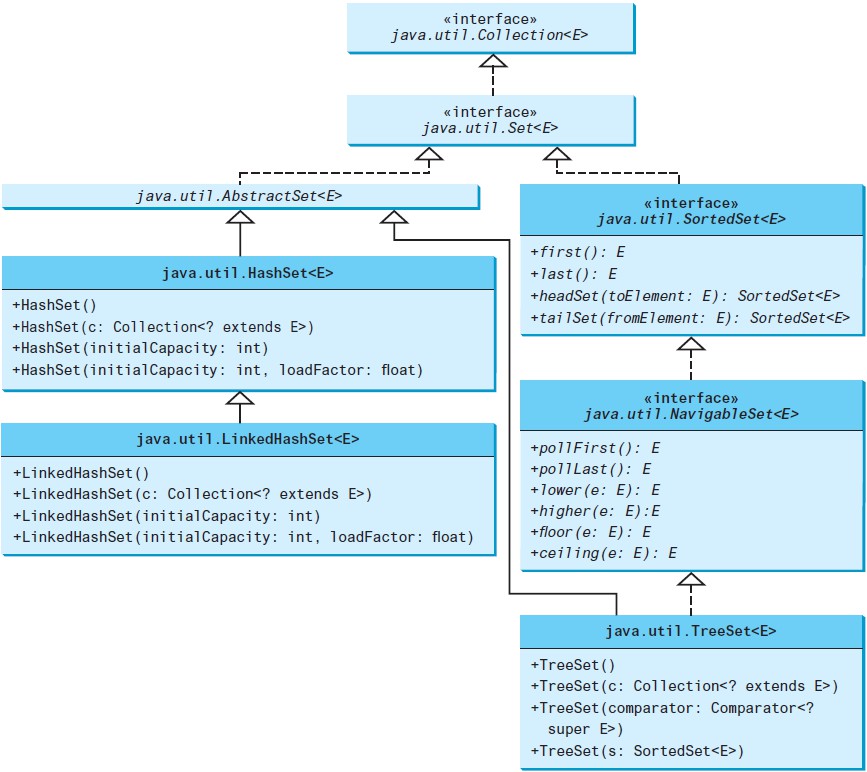 «interface»
java.util.Collection<E>
«interface»
java.util.Set<E>
java.util.AbstractSet<E>
java.util.HashSet<E>
+HashSet()
+HashSet(c: Collection<? extends E>)
+HashSet(initialCapacity: int)
+HashSet(initialCapacity: int, loadFactor: float)
java.util.LinkedHashSet<E>
+LinkedHashSet()
+LinkedHashSet(c: Collection<? extends E>)
+LinkedHashSet(initialCapacity: int)
+LinkedHashSet(initialCapacity: int, loadFactor: float)
«interface»
java.util.SortedSet<E>
+first(): E
+last(): E
+headSet(toElement: E): SortedSet<E>
+tailSet(fromElement: E): SortedSet<E>
«interface»
java.util.NavigableSet<E>
+pollFirst(): E
+pollLast(): E
+lower(e: E): E
+higher(e: E):E
+floor(e: E): E
+ceiling(e: E): E
java.util.TreeSet<E>
+TreeSet()
+TreeSet(c: Collection<? extends E>)
+TreeSet(comparator: Comparator<?
super E>)
+TreeSet(s: SortedSet<E>)